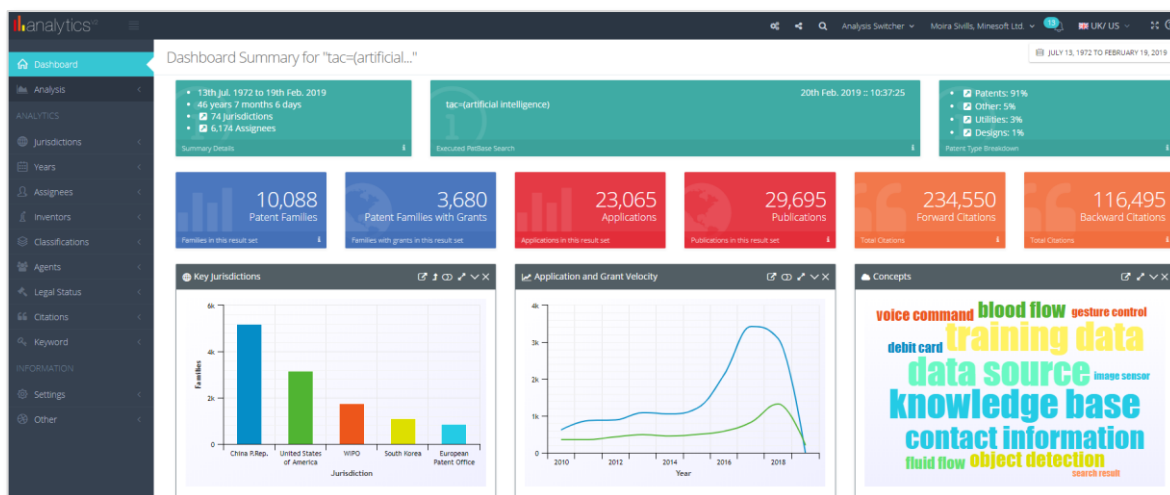 analytics v2
Analysis Switcher
Moira Sivills, Minesoft Ltd.
13
UK/ US
Dashboard
Analysis
ANALYTICS
Jurisdictions
Years
Assignees
Inventors
Classifications
Agents
Legal Status
Citations
Keyword
INFORMATION
Settings
Other
Dashboard Summary for "tac=(artificial..."
JULY 13, 1972 TO FEBRUARY 19, 2019
13th Jul. 1972 to 19th Feb. 2019
46 years 7 months 6 days
74 Jurisdictions
6,174 Assignees
Summary Details
20th Feb. 2019 :: 10:37:25
tac=(artificial intelligence)
Executed PatBase Search
Patents: 91%
Other: 5%
Utilities: 3%
Designs: 1%
Patent Type Breakdown
10,088
Patent Families
Families in this result set
3,680
Patent Families with Grants
Families with grants in this result set
23,065
Applications
Applications in this result set
29,695
Publications
Publications in this result set
234,550
Forward Citations
Total Citations
116,495
Backward Citations
Total Citations
Key Jurisdictions
6k
4k
2k
0
Families
China P.Rep.
United States
of America
WIPO
South Korea
European
Patent Office
Jurisdiction
Application and Grant Velocity
4k
3k
2k
1k
0
2010
2012
2014
2016
2018
Year
Concepts
voice command
blood flow
gesture control
training data
debit card
data source
image sensor
knowledge base
contact information
fluid flow
object detection
search result